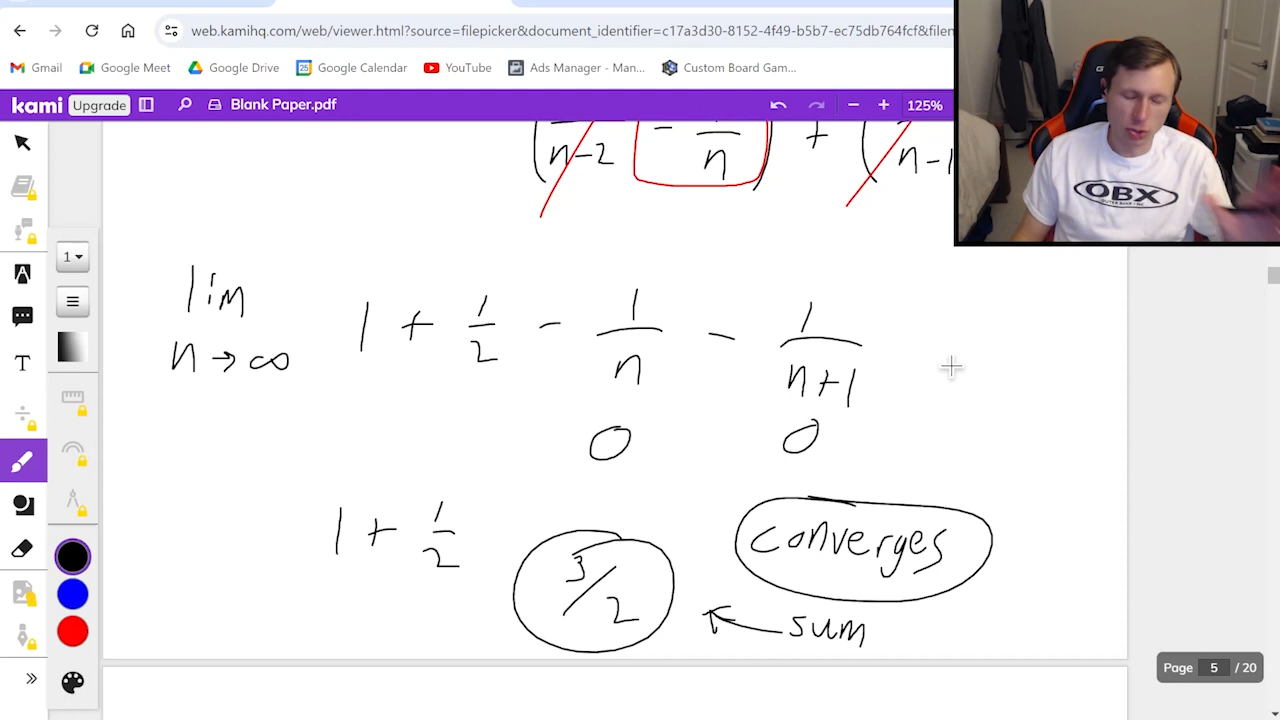 web.kamihq.com/web/viewer.html?source=filepicker&document_identifier=c17a3d30-8152-4f49-b5b7-ec75db764fcf&filen
Gmail Google Meet Google Drive 25 Google Calendar YouTube Ads Manager - Man... Custom Board Gam...
kami Upgrade Blank Paper.pdf 125%
n-2 - n + n-1
OBX
lim n→∞ 1 + 1/2 - 1/n - 1/n+1
0 0
1 + 1/2 3/2 converges
sum
1
T
Page 5 / 20